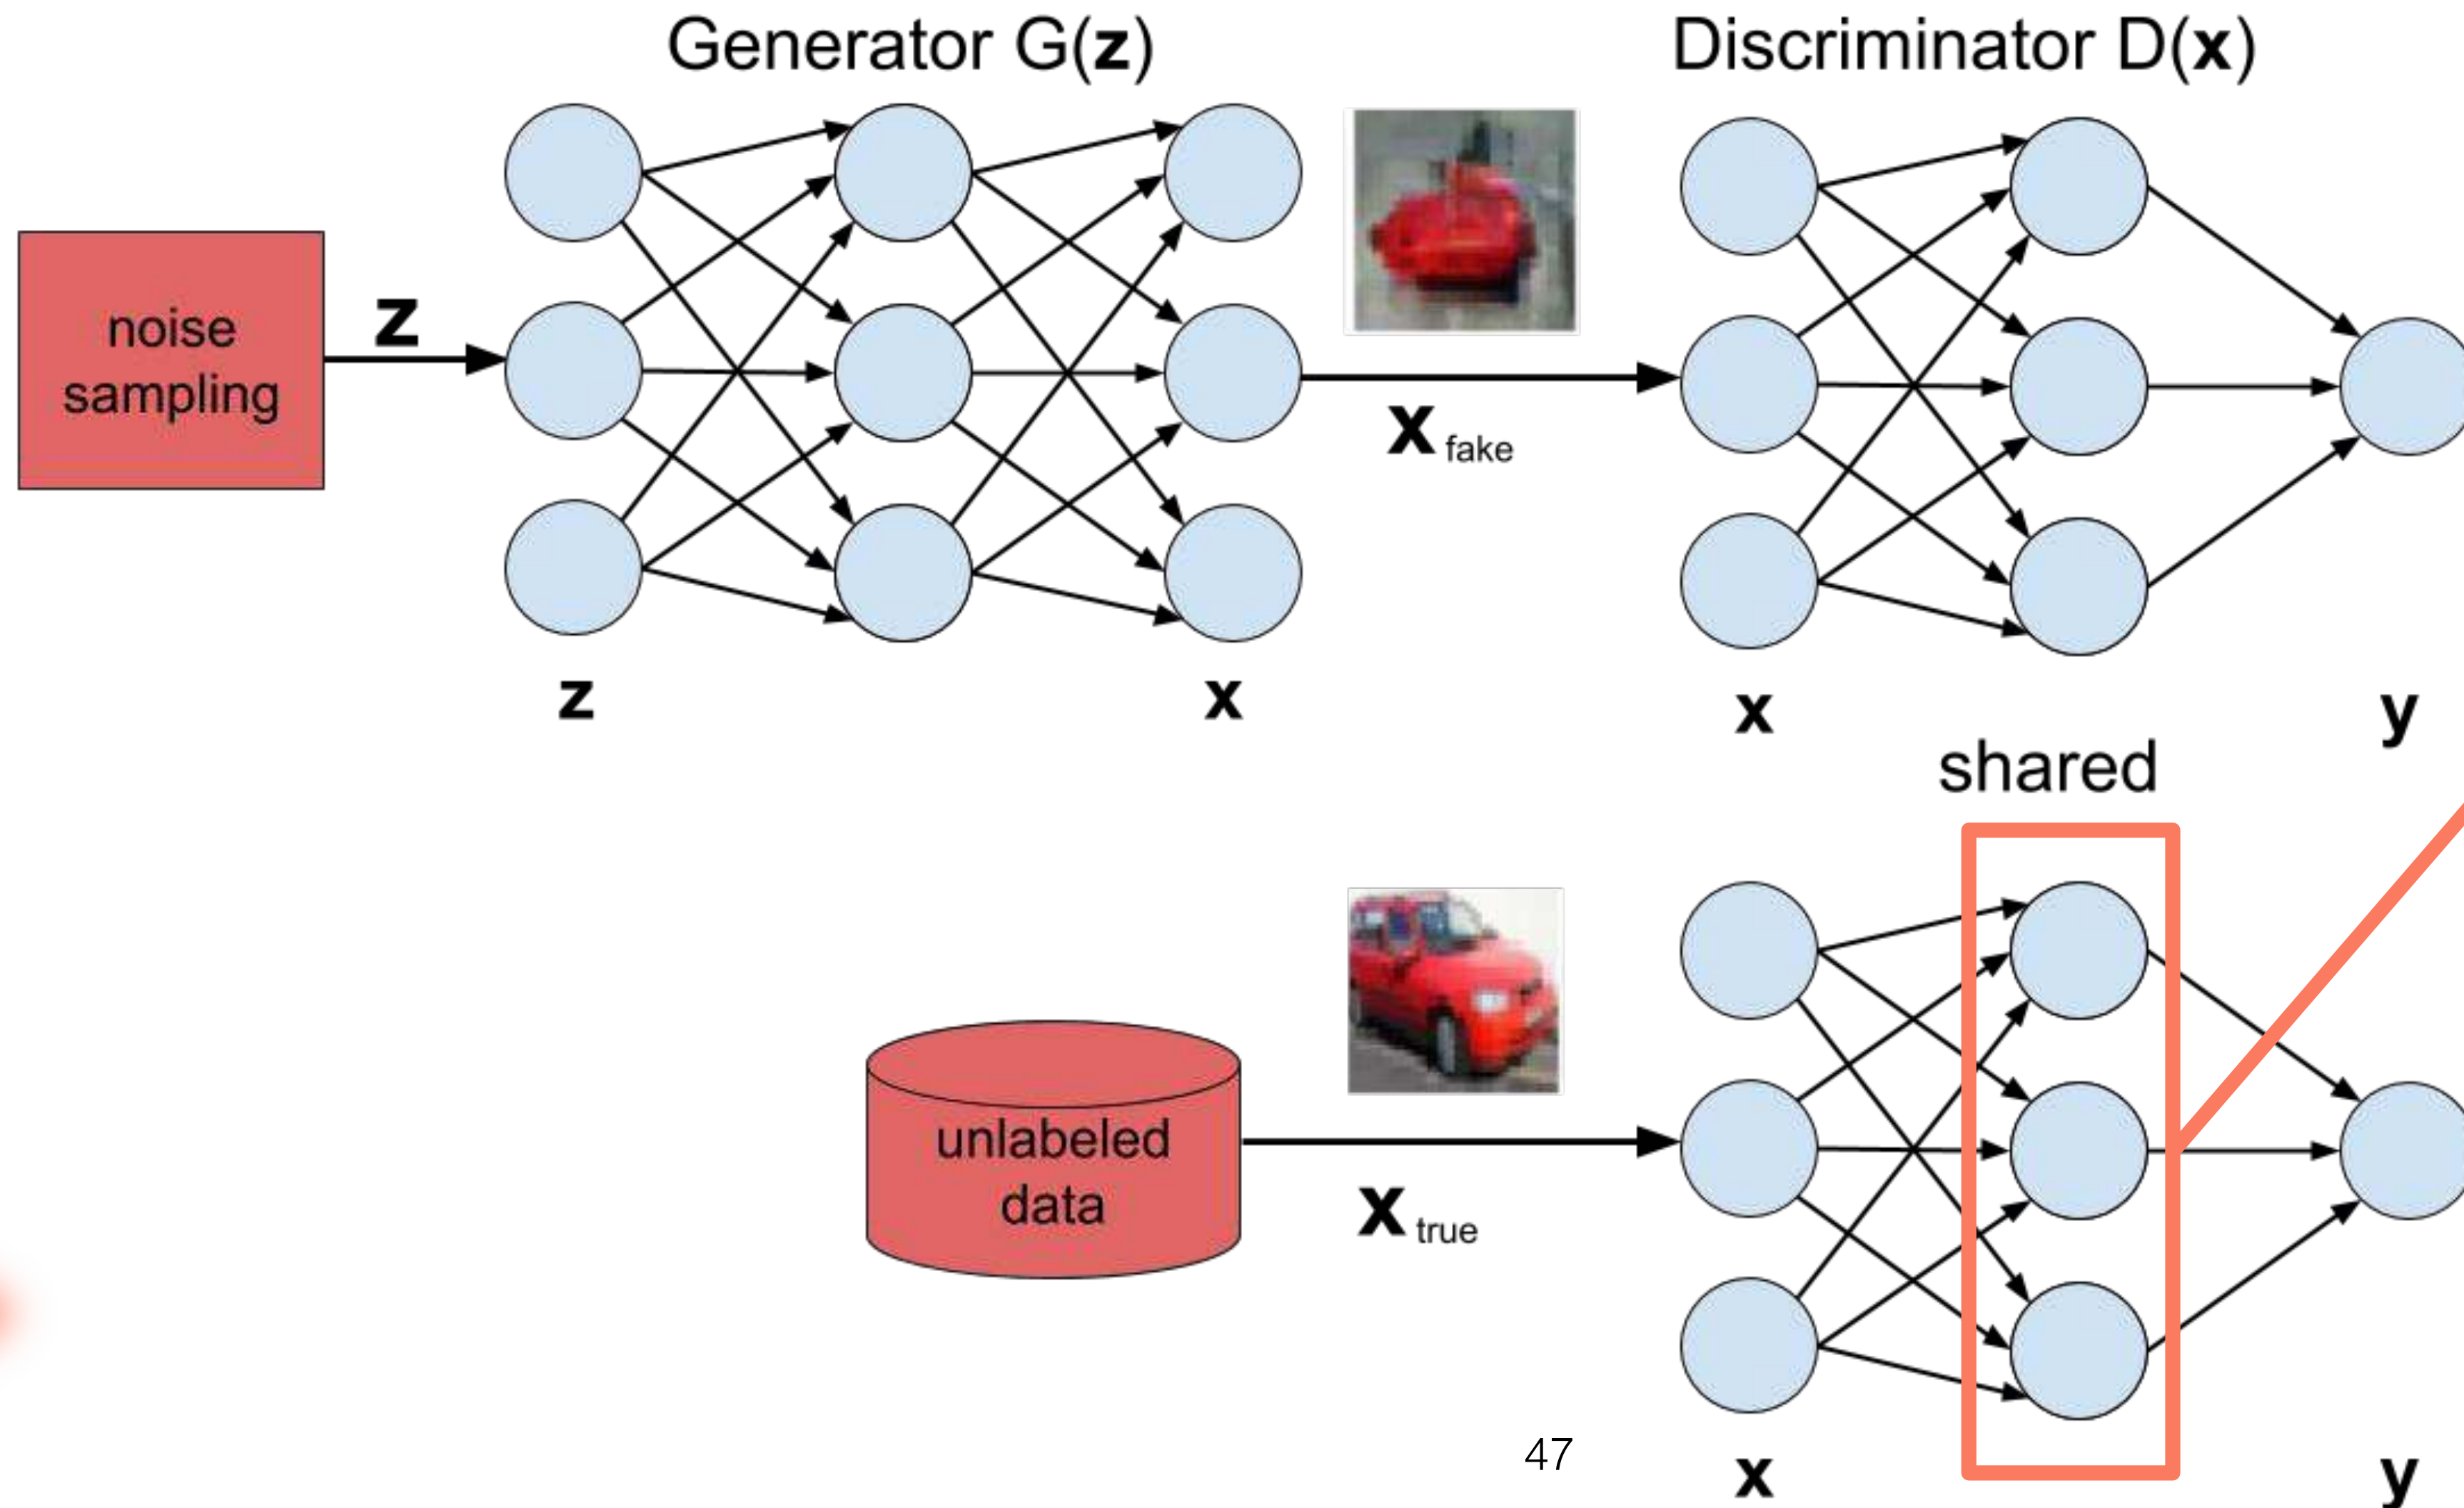 Generator G(z)
Discriminator D(x)
noise
sampling
z
x fake
z
x
x
y
shared
unlabeled
data
x true
47
x
y